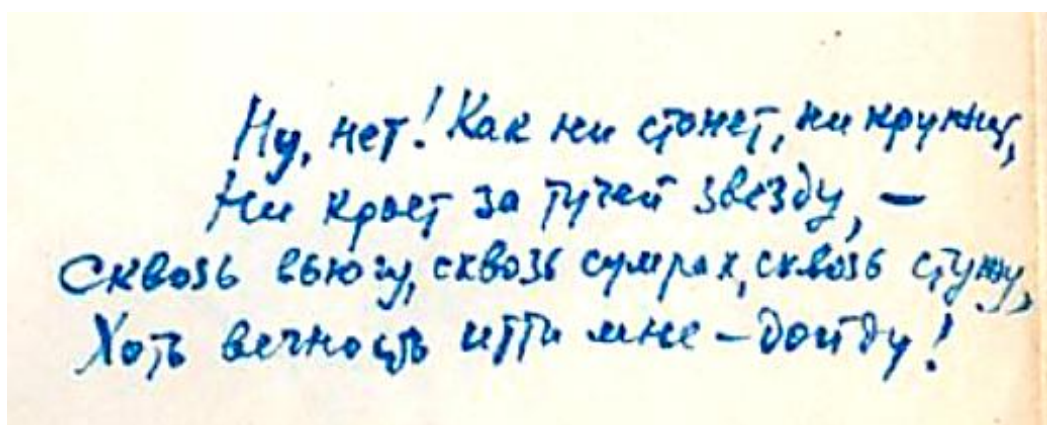 Ну, нет! Как ни стонет, ни кружит,
Ни кроет за тучей звезду, —
Сквозь вьюгу, сквозь сумрак, сквозь стужу,
Хоть вечность итти мне — дойду!